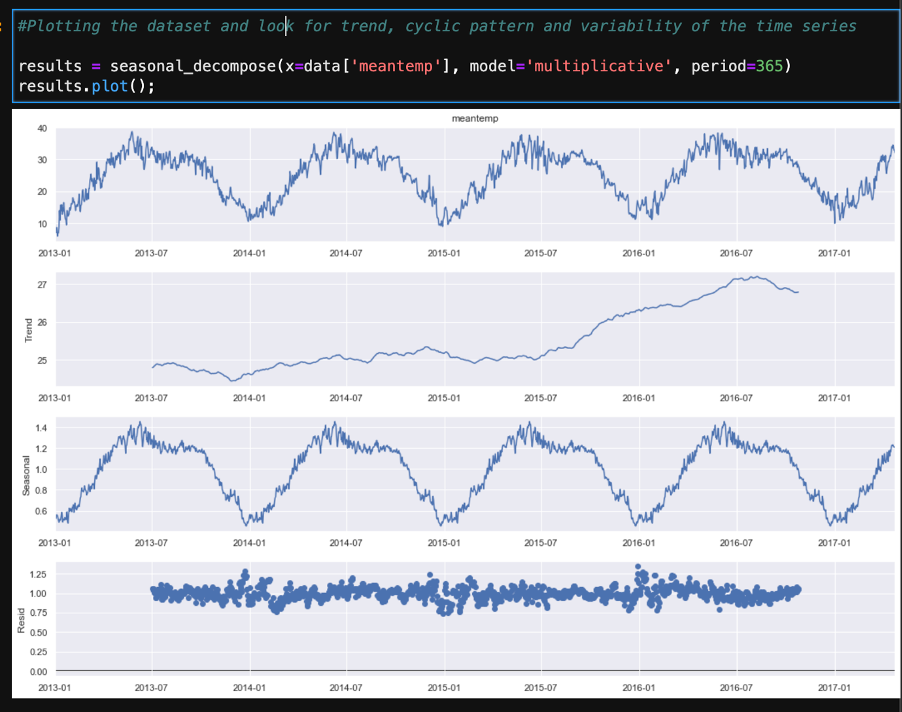 #Plotting the dataset and look for trend, cyclic pattern and variability of the time series
results = seasonal_decompose(x=data['meantemp'], model='multiplicative', period=365)
results.plot();
meantemp
40
30
20
10
2013-01 2013-07 2014-01 2014-07 2015-01 2015-07 2016-01 2016-07 2017-01
27
26
25
Trend
2013-01 2013-07 2014-01 2014-07 2015-01 2015-07 2016-01 2016-07 2017-01
1.4
1.2
1.0
0.8
0.6
Seasonal
2013-01 2013-07 2014-01 2014-07 2015-01 2015-07 2016-01 2016-07 2017-01
1.25
1.00
0.75
0.50
0.25
0.00
Resid
2013-01 2013-07 2014-01 2014-07 2015-01 2015-07 2016-01 2016-07 2017-01